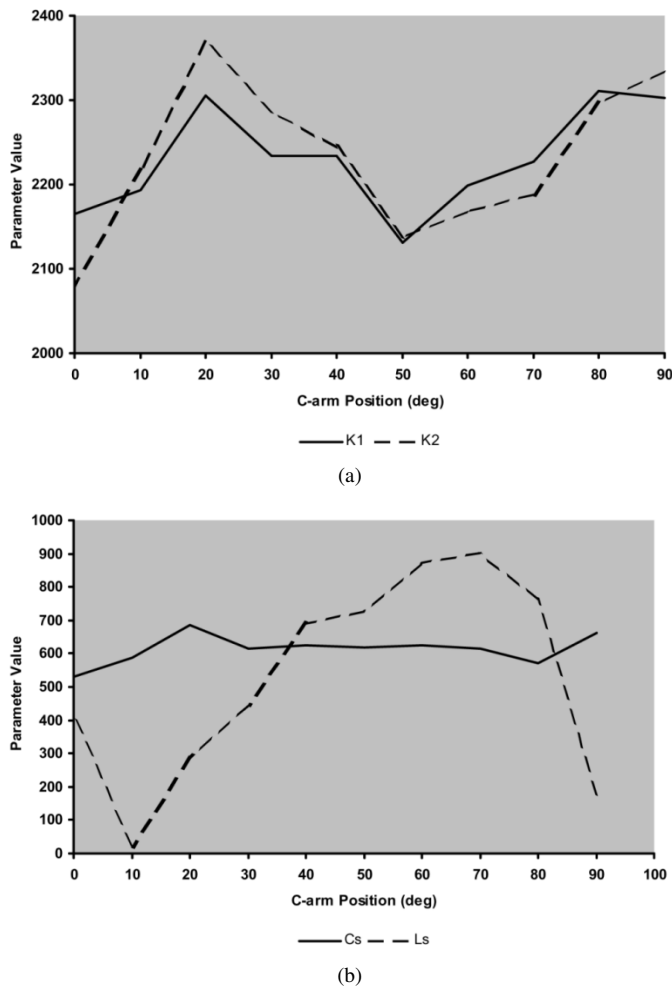 2400
2300
2200
2100
2000
Parameter Value
0 10 20 30 40 50 60 70 80 90
C-arm Position (deg)
K1 K2
(a)
1000
900
800
700
600
500
400
300
200
100
0
Parameter Value
0 10 20 30 40 50 60 70 80 90 100
C-arm Position (deg)
Cs Ls
(b)